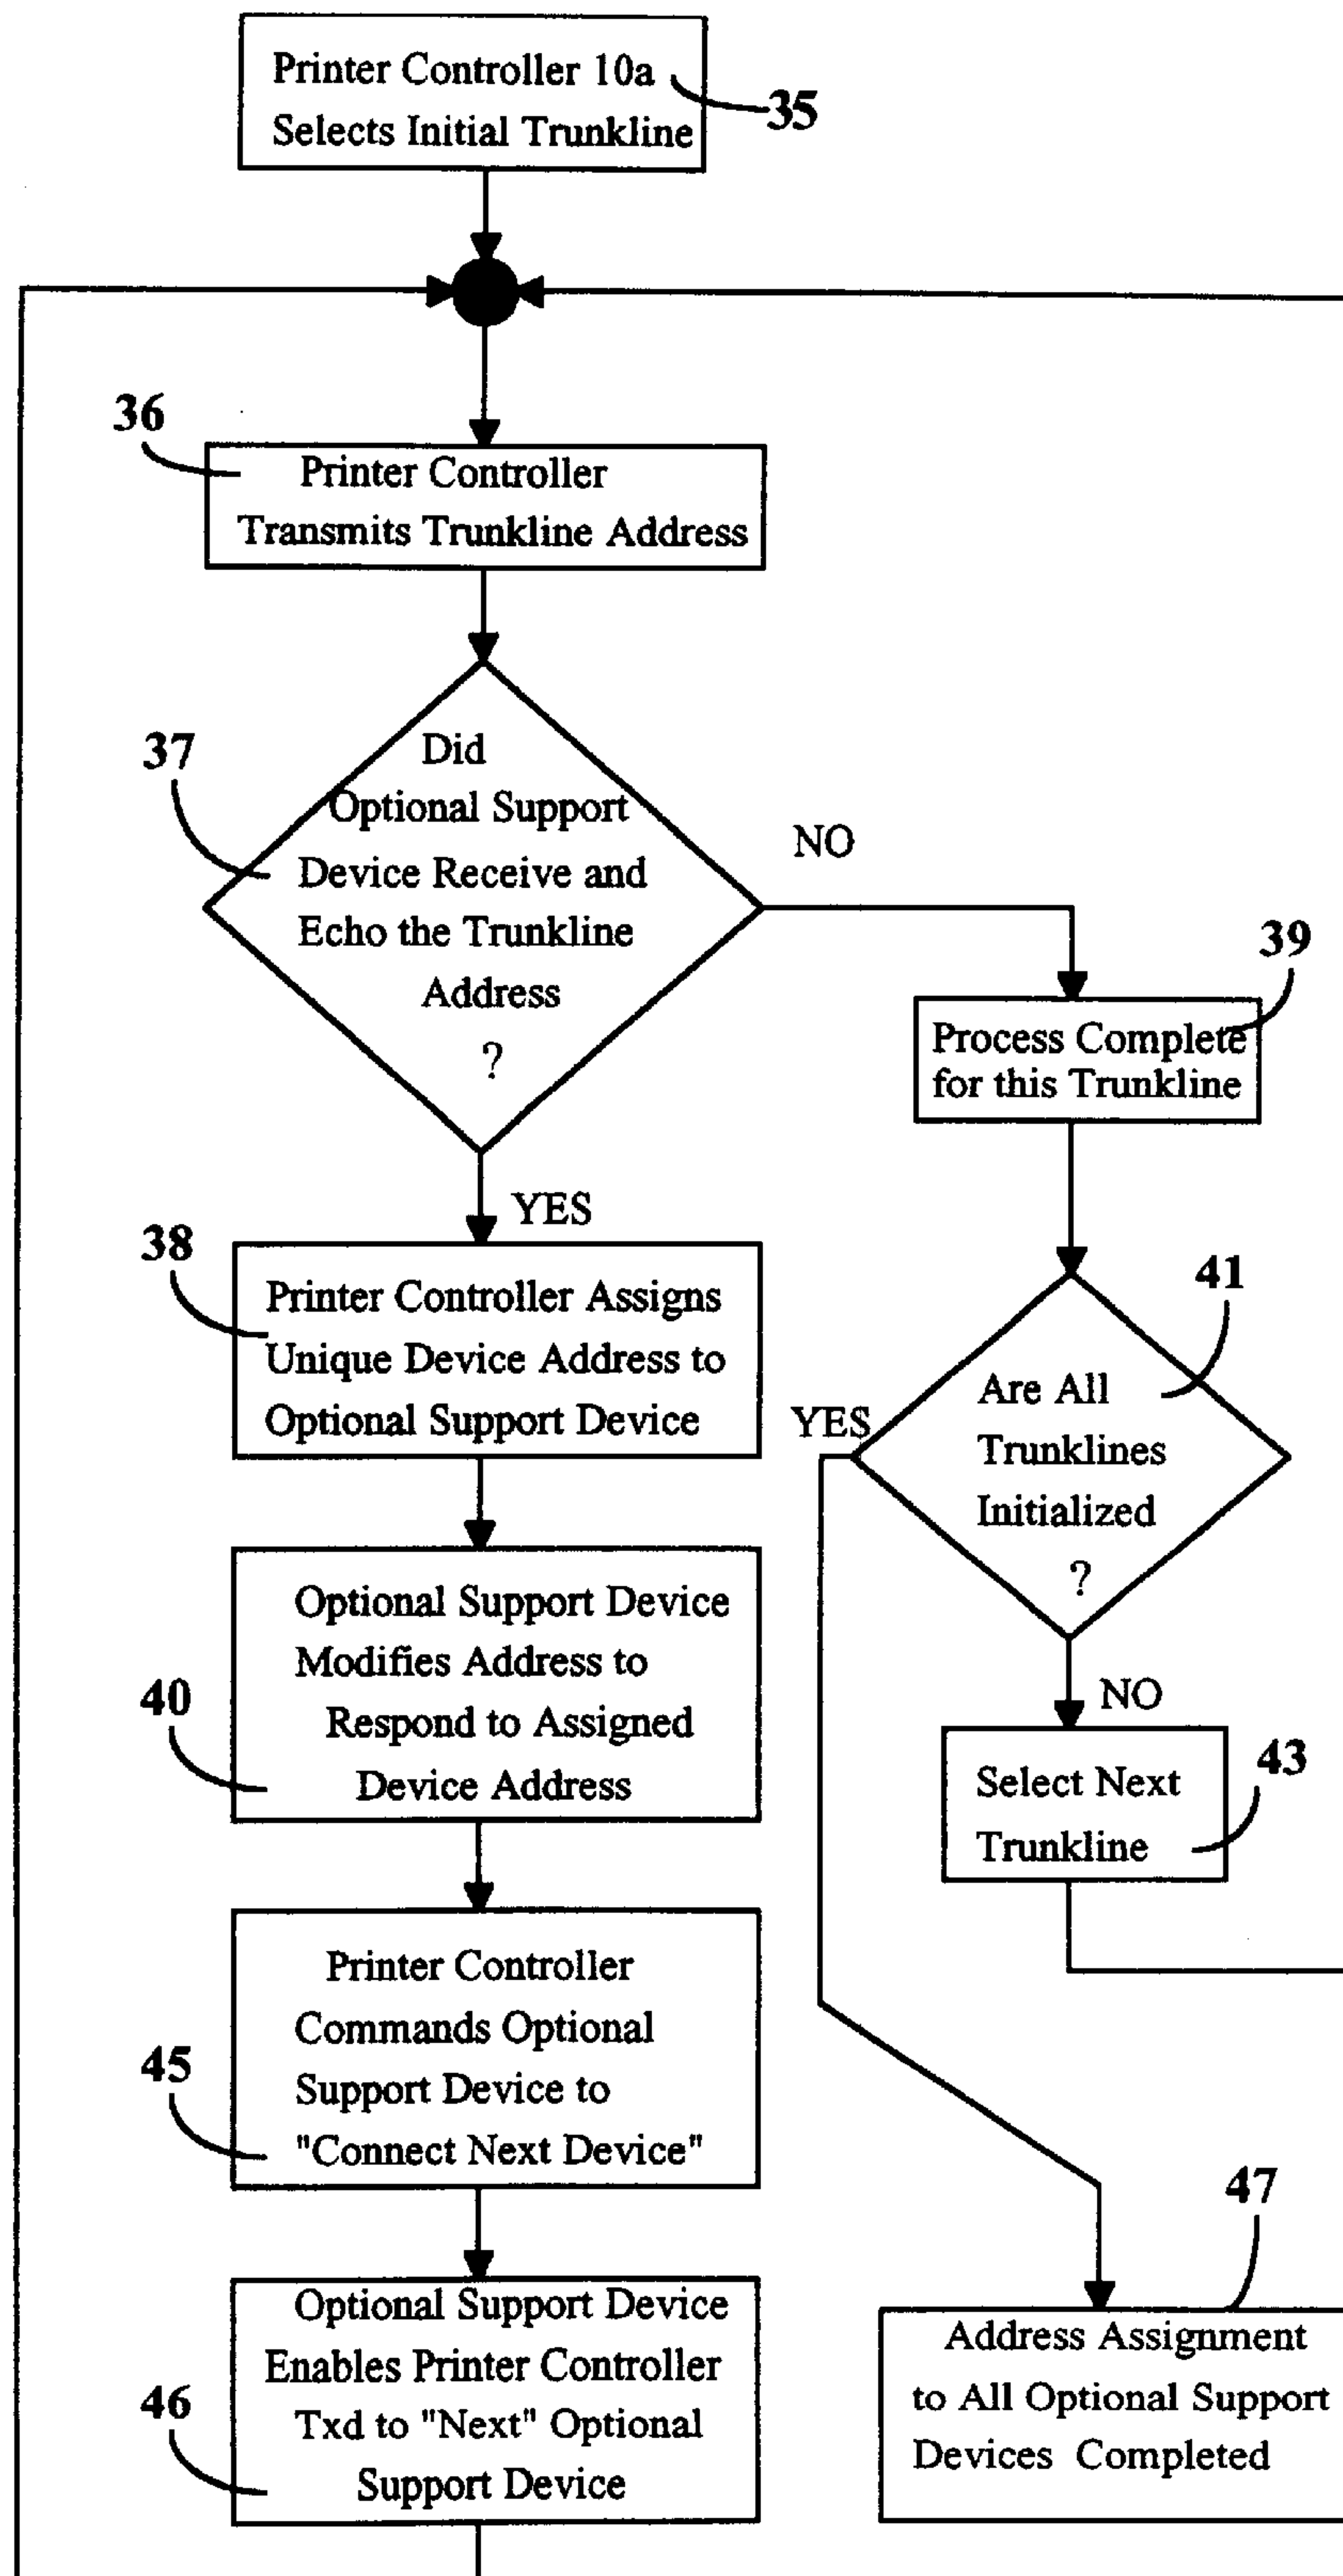 Printer Controller 10a
Selects Initial Trunkline
35
36
Printer Controller
Transmits Trunkline Address
37
Did
Optional Support
Device Receive and
Echo the Trunkline
Address
?
NO
39
Process Complete
for this Trunkline
YES
38
Printer Controller Assigns
Unique Device Address to
Optional Support Device
41
Are All
Trunklines
Initialized
?
YES
NO
40
Optional Support Device
Modifies Address to
Respond to Assigned
Device Address
43
Select Next
Trunkline
45
Printer Controller
Commands Optional
Support Device to
"Connect Next Device"
46
Optional Support Device
Enables Printer Controller
Txd to "Next" Optional
Support Device
47
Address Assignment
to All Optional Support
Devices Completed